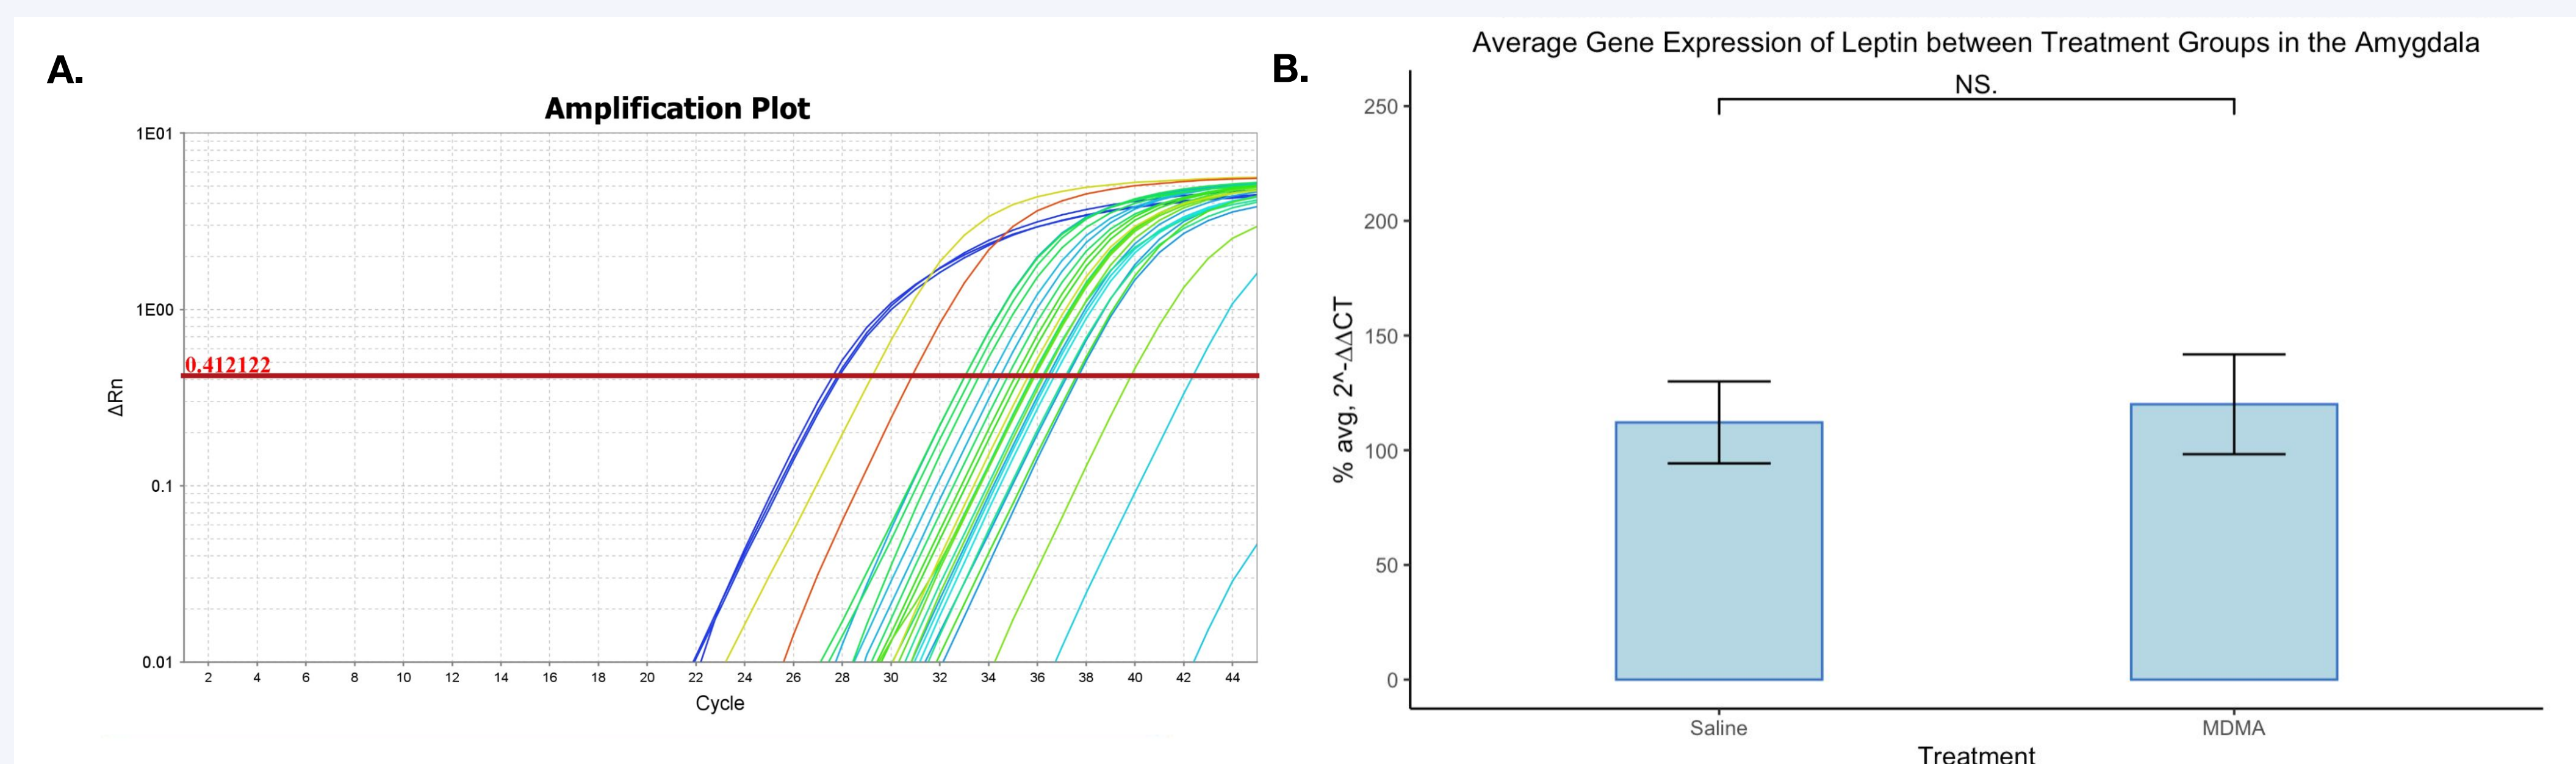 A.
Amplification Plot
1E01
1E00
0.412122
0.1
0.01
ΔRn
2 4 6 8 10 12 14 16 18 20 22 24 26 28 30 32 34 36 38 40 42 44
Cycle
B.
Average Gene Expression of Leptin between Treatment Groups in the Amygdala
NS.
250
200
150
100
50
0
% avg, 2^-ΔΔCT
Saline MDMA
Treatment